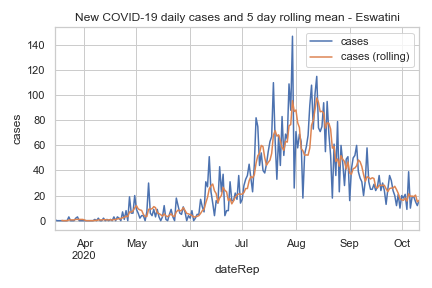 New COVID-19 daily cases and 5 day rolling mean - Eswatini
cases
cases (rolling)
140
120
100
80
60
40
20
0
cases
Apr
2020
May
Jun
Jul
Aug
Sep
Oct
dateRep